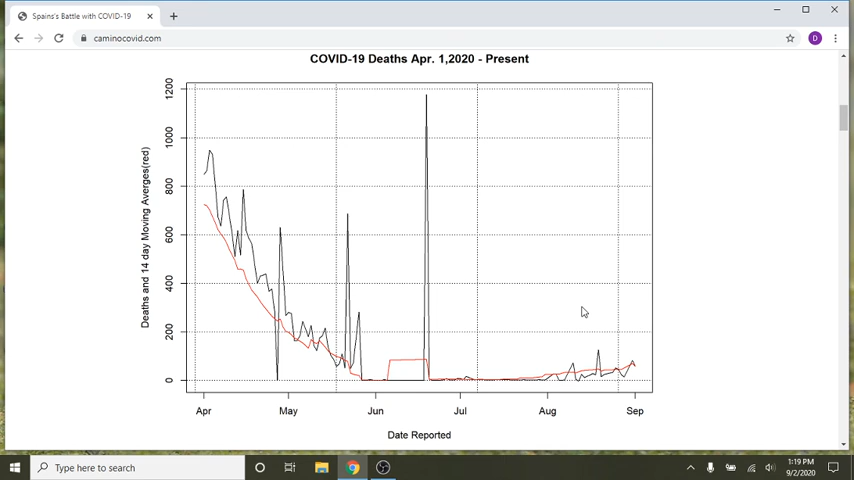 Spains's Battle with COVID-19
caminocovid.com
D
COVID-19 Deaths Apr. 1,2020 - Present
Deaths and 14 day Moving Averges(red)
1200
1000
800
600
400
200
0
Apr May Jun Jul Aug Sep
Date Reported
Type here to search
1:19 PM
9/2/2020